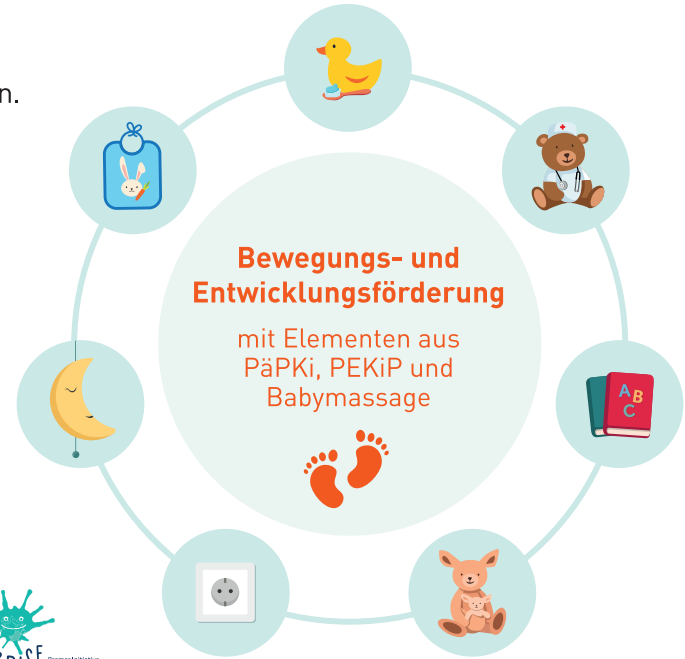 n.
Bewegungs- und
Entwicklungsförderung
mit Elementen aus
PäPKi, PEKiP und
Babymassage
A
B
C